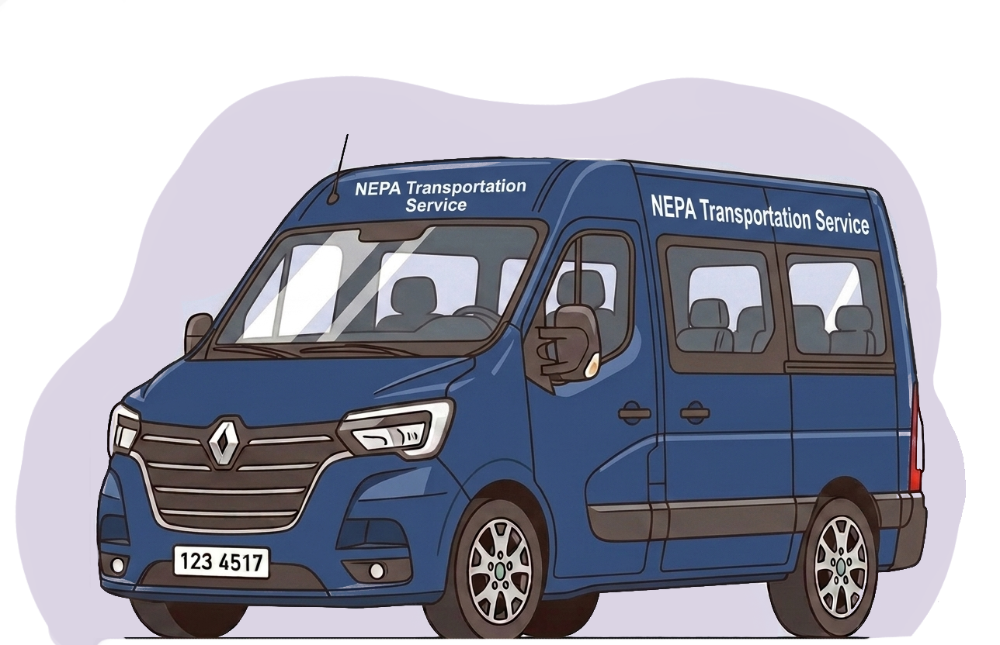 NEPA Transportation
Service
NEPA Transportation Service
123 4517